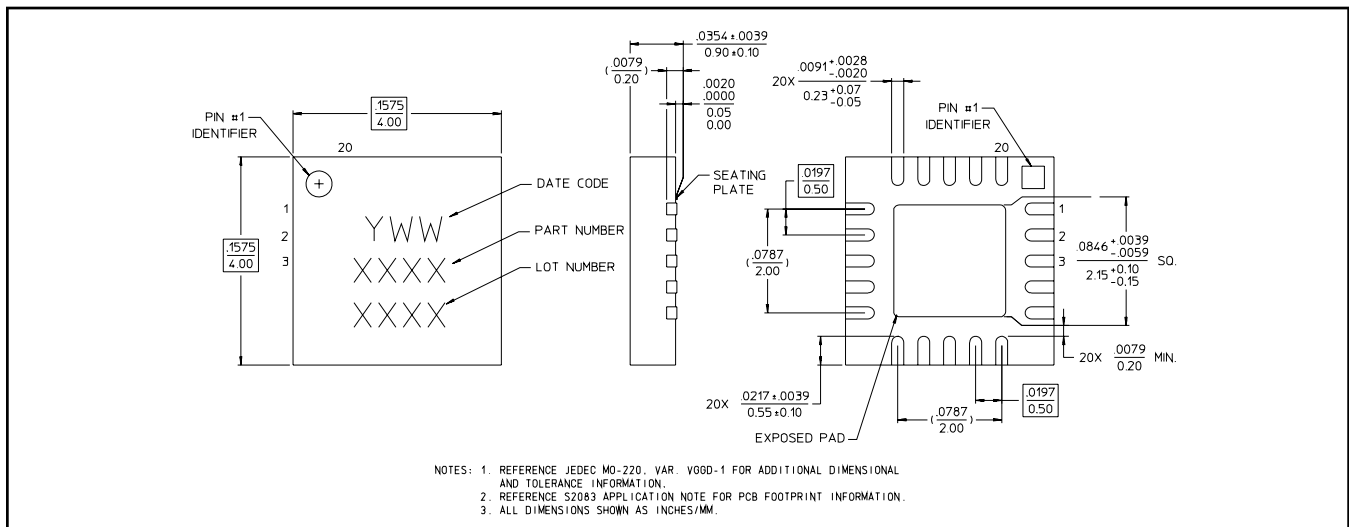 .0354±.0039
0.90±0.10
(.0079
0.20)
.0020
.0000
0.05
0.00
20X .0091+.0028
-.0020
0.23+0.07
-0.05
.1575
4.00
PIN #1
IDENTIFIER
20
PIN #1
IDENTIFIER
20
DATE CODE
SEATING
PLATE
.0197
0.50
1
2
3
.1575
4.00
YWW
XXXX
XXXX
PART NUMBER
LOT NUMBER
(.0787
2.00)
1
2
3
.0846+.0039
-.0059
2.15+0.10
-0.15
SQ.
20X .0079
0.20 MIN.
20X .0217±.0039
0.55±0.10
(.0787
2.00)
.0197
0.50
EXPOSED PAD
NOTES: 1. REFERENCE JEDEC MO-220, VAR. VGGD-1 FOR ADDITIONAL DIMENSIONAL
AND TOLERANCE INFORMATION.
2. REFERENCE S2083 APPLICATION NOTE FOR PCB FOOTPRINT INFORMATION.
3. ALL DIMENSIONS SHOWN AS INCHES/MM.